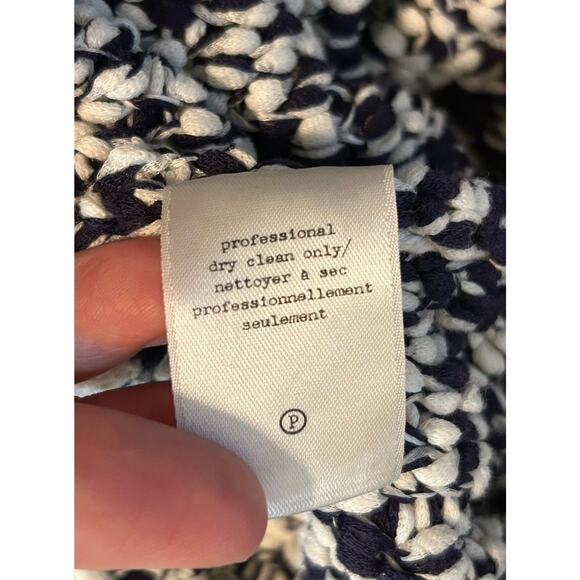 professional
dry clean only/
nettoyer à sec
professionnellement
seulement
P